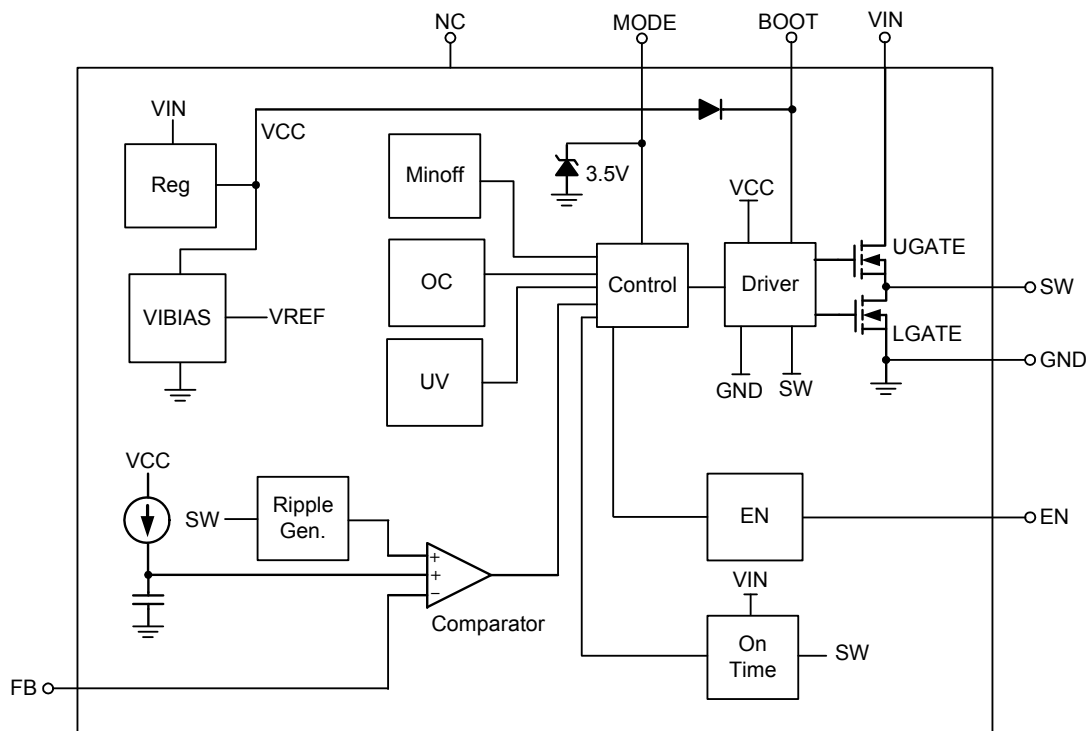 NC
MODE
BOOT
VIN
VIN
VCC
Reg
Minoff
3.5V
VCC
UGATE
OC
Control
Driver
SW
VIBIAS
VREF
LGATE
UV
GND
SW
GND
VCC
SW
Ripple
Gen.
EN
EN
+
+
−
Comparator
VIN
On
Time
SW
FB